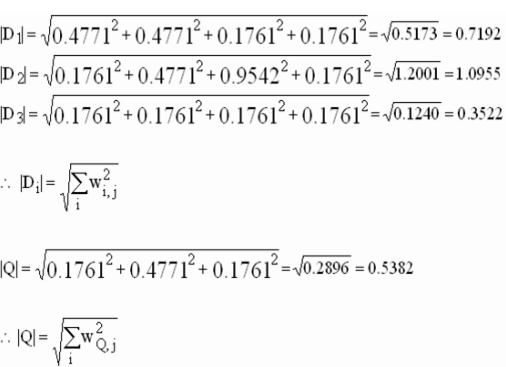 |D₁|= √0.4771² + 0.4771² + 0.1761² + 0.1761² = √0.5173 = 0.7192
|D₂|= √0.1761² + 0.4771² + 0.9542² + 0.1761² = √1.2001 = 1.0955
|D₃|= √0.1761² + 0.1761² + 0.1761² + 0.1761² = √0.1240 = 0.3522
∴ |Dᵢ|= √∑ᵢ w²ᵢ,ⱼ
|Q|= √0.1761² + 0.4771² + 0.1761² = √0.2896 = 0.5382
∴ |Q|= √∑ᵢ w²Q,ⱼ